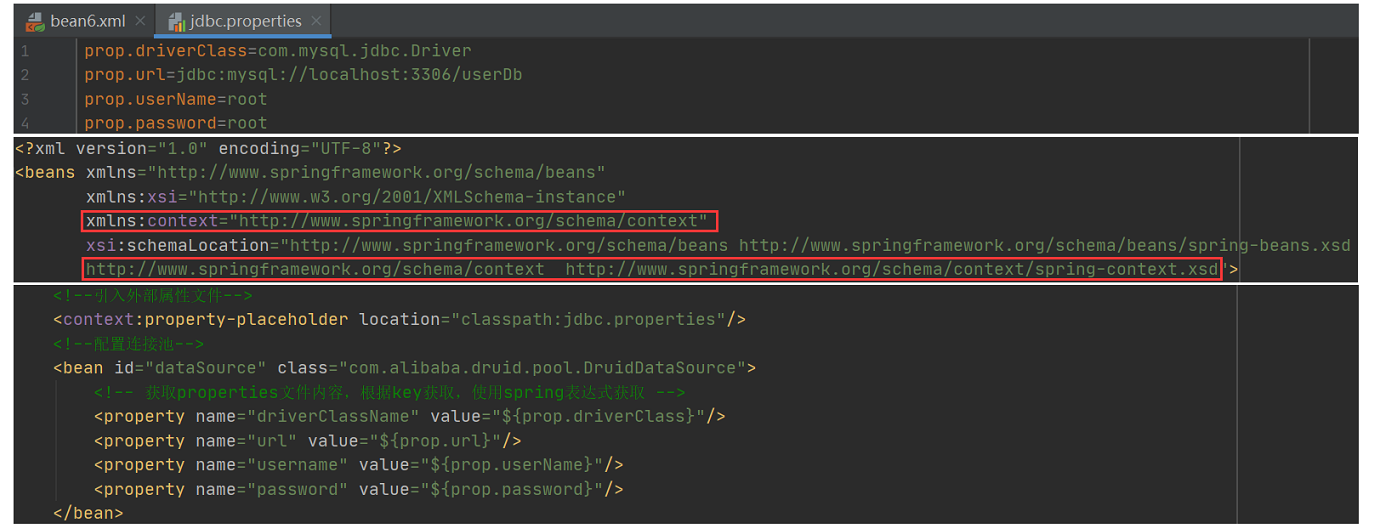 bean6.xml × jdbc.properties ×
1 prop.driverClass=com.mysql.jdbc.Driver
2 prop.url=jdbc:mysql://localhost:3306/userDb
3 prop.userName=root
4 prop.password=root
<?xml version="1.0" encoding="UTF-8"?>
<beans xmlns="http://www.springframework.org/schema/beans"
xmlns:xsi="http://www.w3.org/2001/XMLSchema-instance"
xmlns:context="http://www.springframework.org/schema/context"
xsi:schemaLocation="http://www.springframework.org/schema/beans http://www.springframework.org/schema/beans/spring-beans.xsd
http://www.springframework.org/schema/context  http://www.springframework.org/schema/context/spring-context.xsd">
<!--引入外部属性文件-->
<context:property-placeholder location="classpath:jdbc.properties"/>
<!--配置连接池-->
<bean id="dataSource" class="com.alibaba.druid.pool.DruidDataSource">
<!-- 获取properties文件内容，根据key获取，使用spring表达式获取 -->
<property name="driverClassName" value="${prop.driverClass}"/>
<property name="url" value="${prop.url}"/>
<property name="username" value="${prop.userName}"/>
<property name="password" value="${prop.password}"/>
</bean>